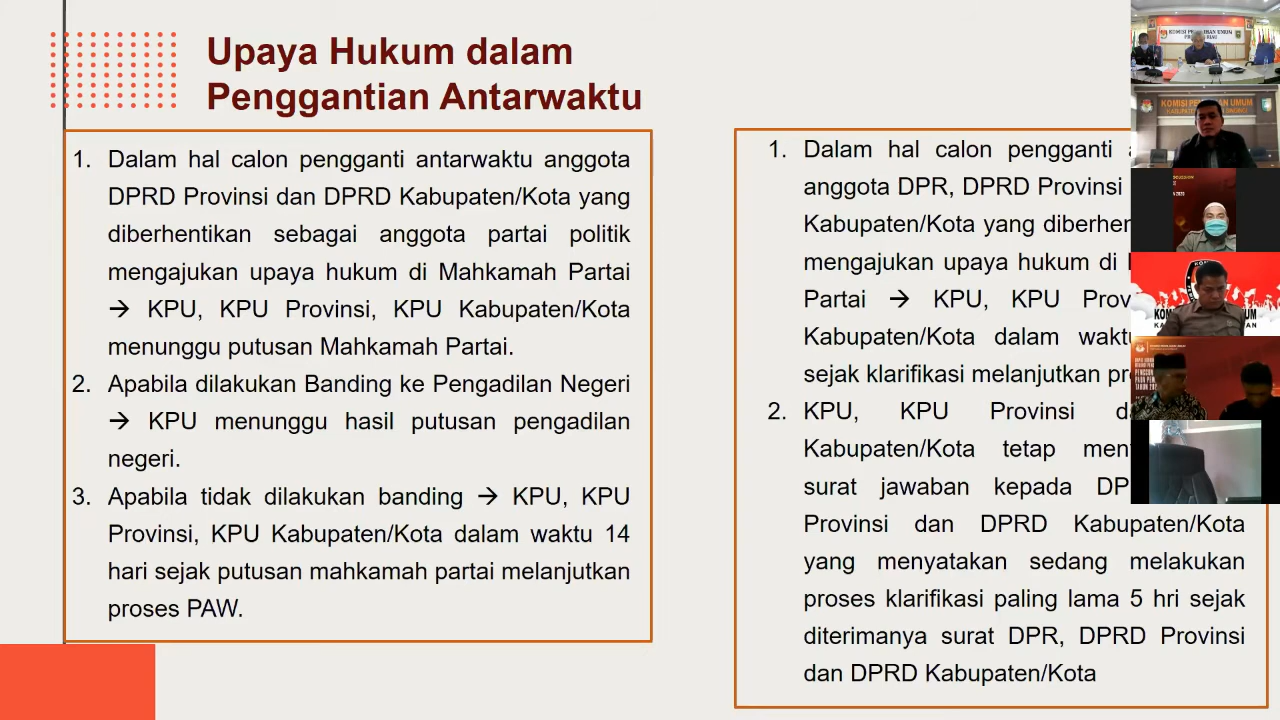 Upaya Hukum dalam
Penggantian Antarwaktu
1. Dalam hal calon pengganti antarwaktu anggota
DPRD Provinsi dan DPRD Kabupaten/Kota yang
diberhentikan sebagai anggota partai politik
mengajukan upaya hukum di Mahkamah Partai
→ KPU, KPU Provinsi, KPU Kabupaten/Kota
menunggu putusan Mahkamah Partai.
2. Apabila dilakukan Banding ke Pengadilan Negeri
→ KPU menunggu hasil putusan pengadilan
negeri.
3. Apabila tidak dilakukan banding → KPU, KPU
Provinsi, KPU Kabupaten/Kota dalam waktu 14
hari sejak putusan mahkamah partai melanjutkan
proses PAW.
1. Dalam hal calon pengganti
anggota DPR, DPRD Provinsi
Kabupaten/Kota yang
mengajukan upaya hukum di
Partai → KPU, KPU
Kabupaten/Kota dalam
sejak klarifikasi melanjutkan
2. KPU, KPU Provinsi
Kabupaten/Kota tetap
surat jawaban kepada
Provinsi dan DPRD Kabupaten/Kota
yang menyatakan sedang melakukan
proses klarifikasi paling lama 5 hri sejak
diterimanya surat DPR, DPRD Provinsi
dan DPRD Kabupaten/Kota
KOMISI PEMILIHAN UMUM
KABUPATEN